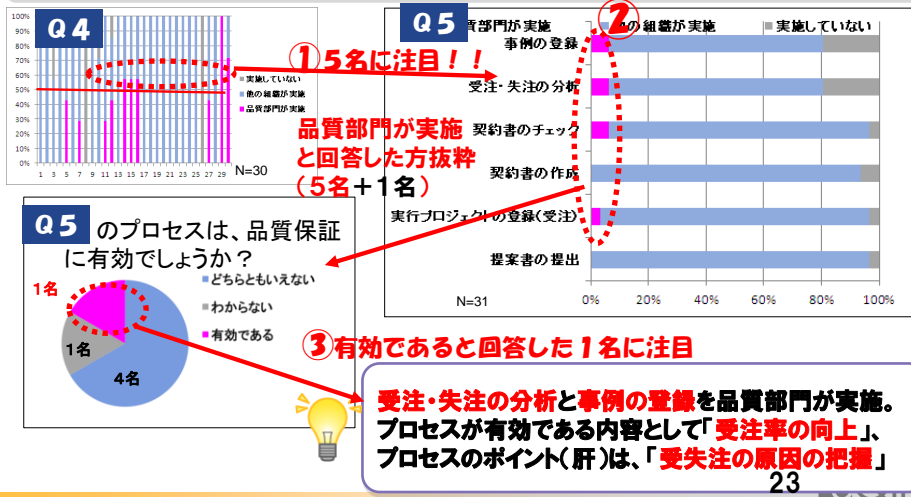 Q4
100%
90%
80%
70%
60%
50%
40%
30%
20%
10%
0%
1 3 5 7 9 11 13 15 17 19 21 23 25 27 29
N=30
実施していない
他の組織が実施
品質部門が実施
①5名に注目!!
品質部門が実施
と回答した方抜粋
(5名+1名)
Q5
質部門が実施
②
の組織が実施
実施していない
事例の登録
受注・失注の分析
契約書のチェック
契約書の作成
実行プロジェクトの登録(受注)
提案書の提出
N=31
0% 20% 40% 60% 80% 100%
Q5 のプロセスは、品質保証
に有効でしょうか?
どちらともいえない
わからない
有効である
1名
1名
4名
③有効であると回答した1名に注目
受注・失注の分析と事例の登録を品質部門が実施。
プロセスが有効である内容として「受注率の向上」、
プロセスのポイント(肝)は、「受失注の原因の把握」
23